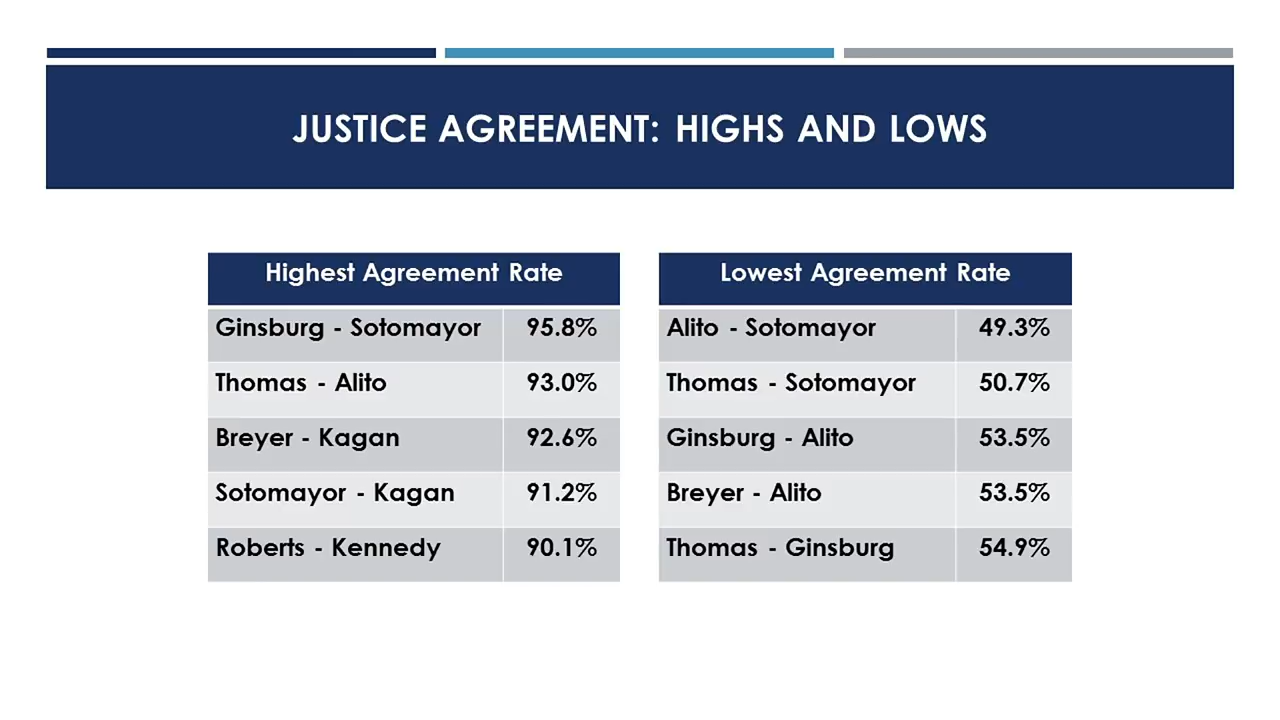 JUSTICE AGREEMENT: HIGHS AND LOWS
Highest Agreement Rate
Ginsburg - Sotomayor 95.8%
Thomas - Alito 93.0%
Breyer - Kagan 92.6%
Sotomayor - Kagan 91.2%
Roberts - Kennedy 90.1%
Lowest Agreement Rate
Alito - Sotomayor 49.3%
Thomas - Sotomayor 50.7%
Ginsburg - Alito 53.5%
Breyer - Alito 53.5%
Thomas - Ginsburg 54.9%